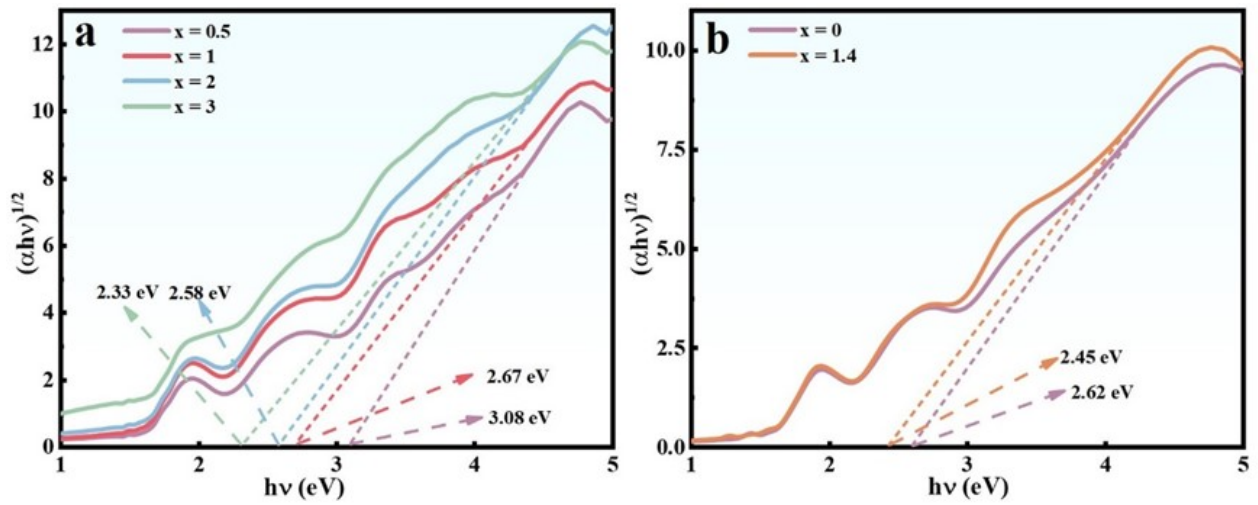 a
x = 0.5
x = 1
x = 2
x = 3
12
10
8
6
4
2
0
(αhν)1/2
2.33 eV
2.58 eV
2.67 eV
3.08 eV
1 2 3 4 5
hν (eV)
b
x = 0
x = 1.4
10.0
7.5
5.0
2.5
0.0
(αhν)1/2
2.45 eV
2.62 eV
1 2 3 4 5
hν (eV)